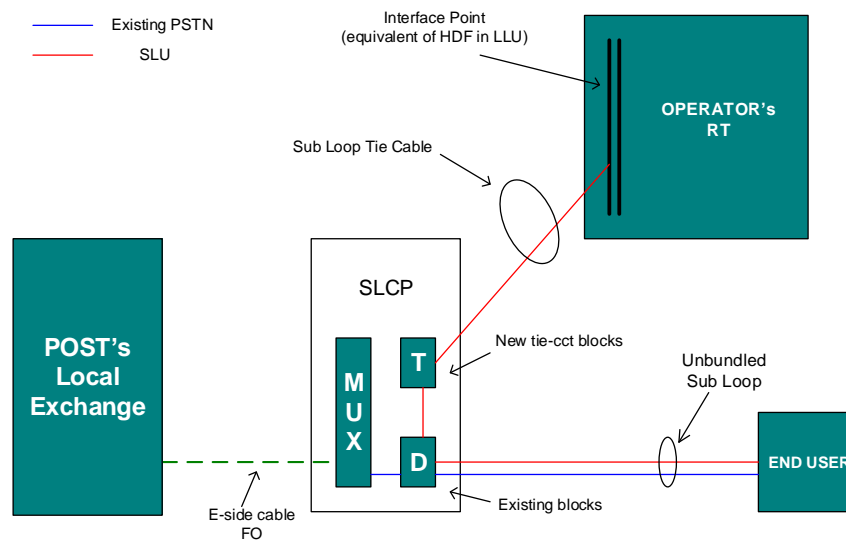 Existing PSTN
SLU
Interface Point
(equivalent of HDF in LLU)
OPERATOR's
RT
Sub Loop Tie Cable
SLCP
POST's
Local
Exchange
M
U
X
T
New tie-cct blocks
D
Unbundled
Sub Loop
END USER
Existing blocks
E-side cable
FO